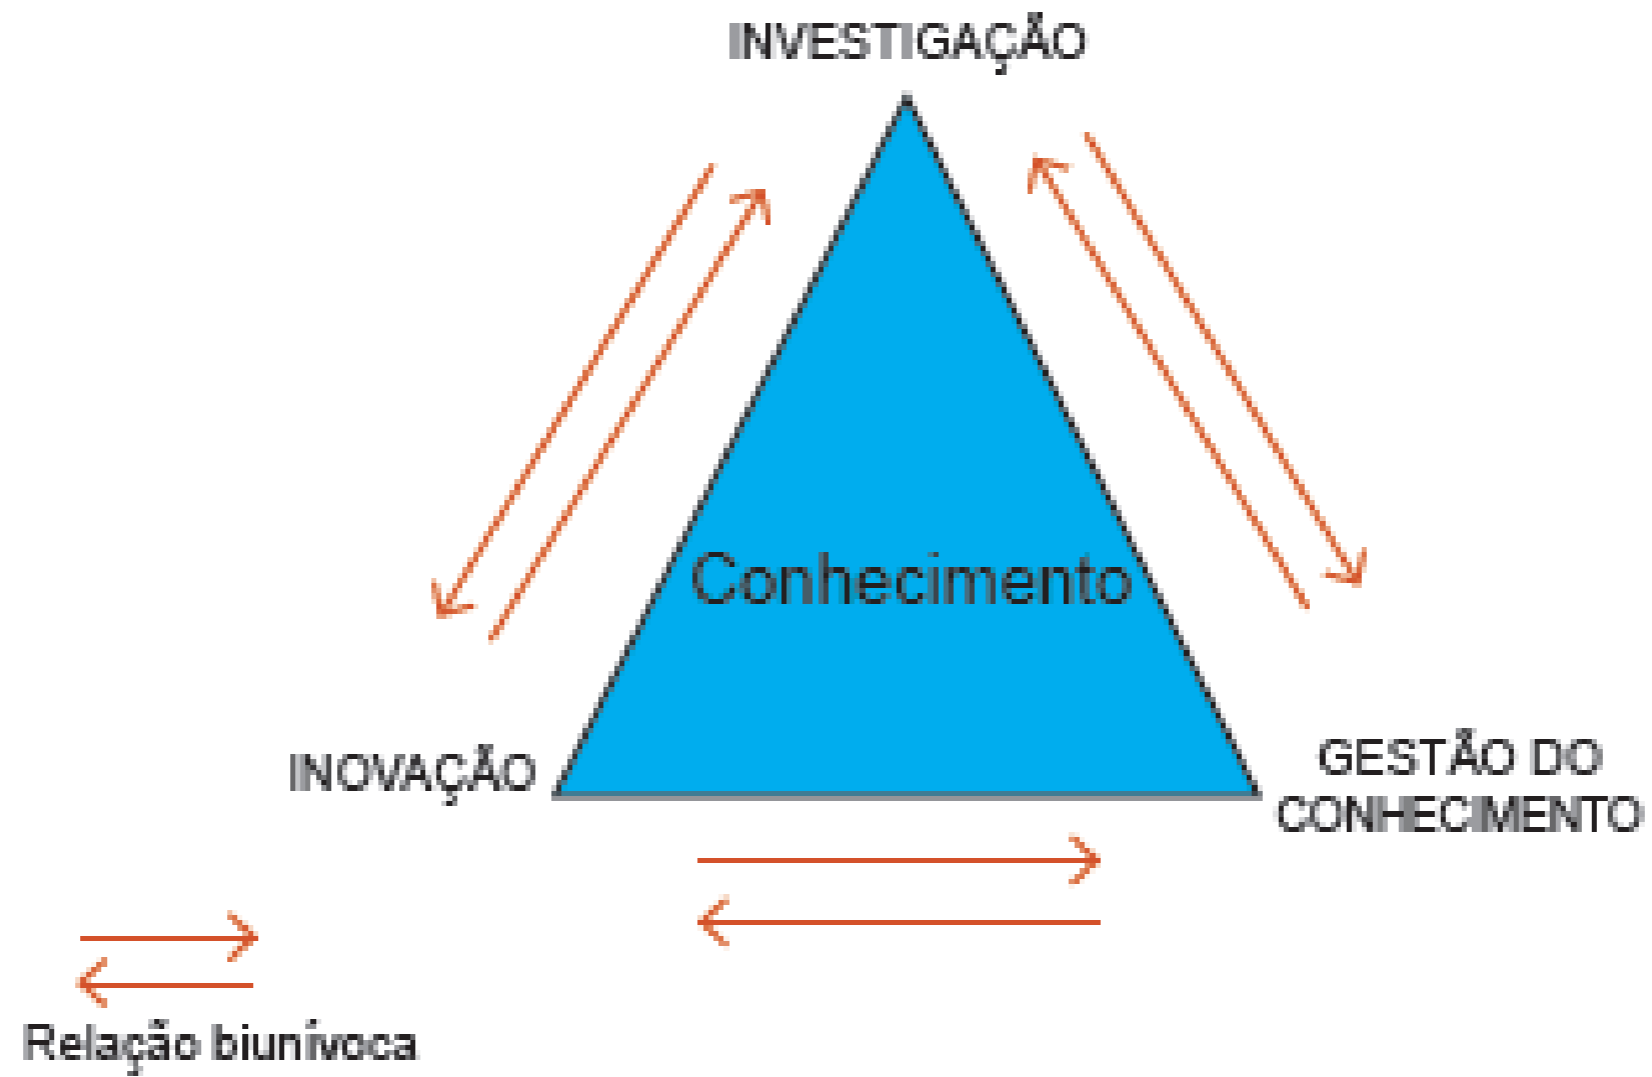 INVESTIGAÇÃO
Conhecimento
INOVAÇÃO
GESTÃO DO
CONHECIMENTO
Relação biunívoca